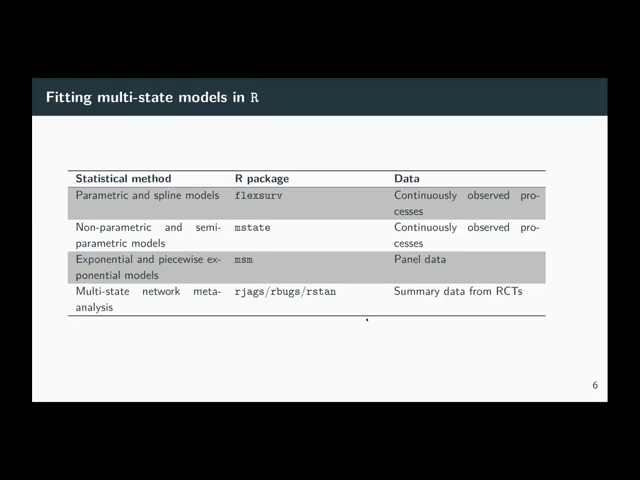 Fitting multi-state models in R
Statistical method R package Data
Parametric and spline models flexsurv Continuously observed pro-
cesses
Non-parametric and semi- mstate Continuously observed pro-
parametric models cesses
Exponential and piecewise ex- msm Panel data
ponential models
Multi-state network meta- rjags/rbugs/rstan Summary data from RCTs
analysis
6